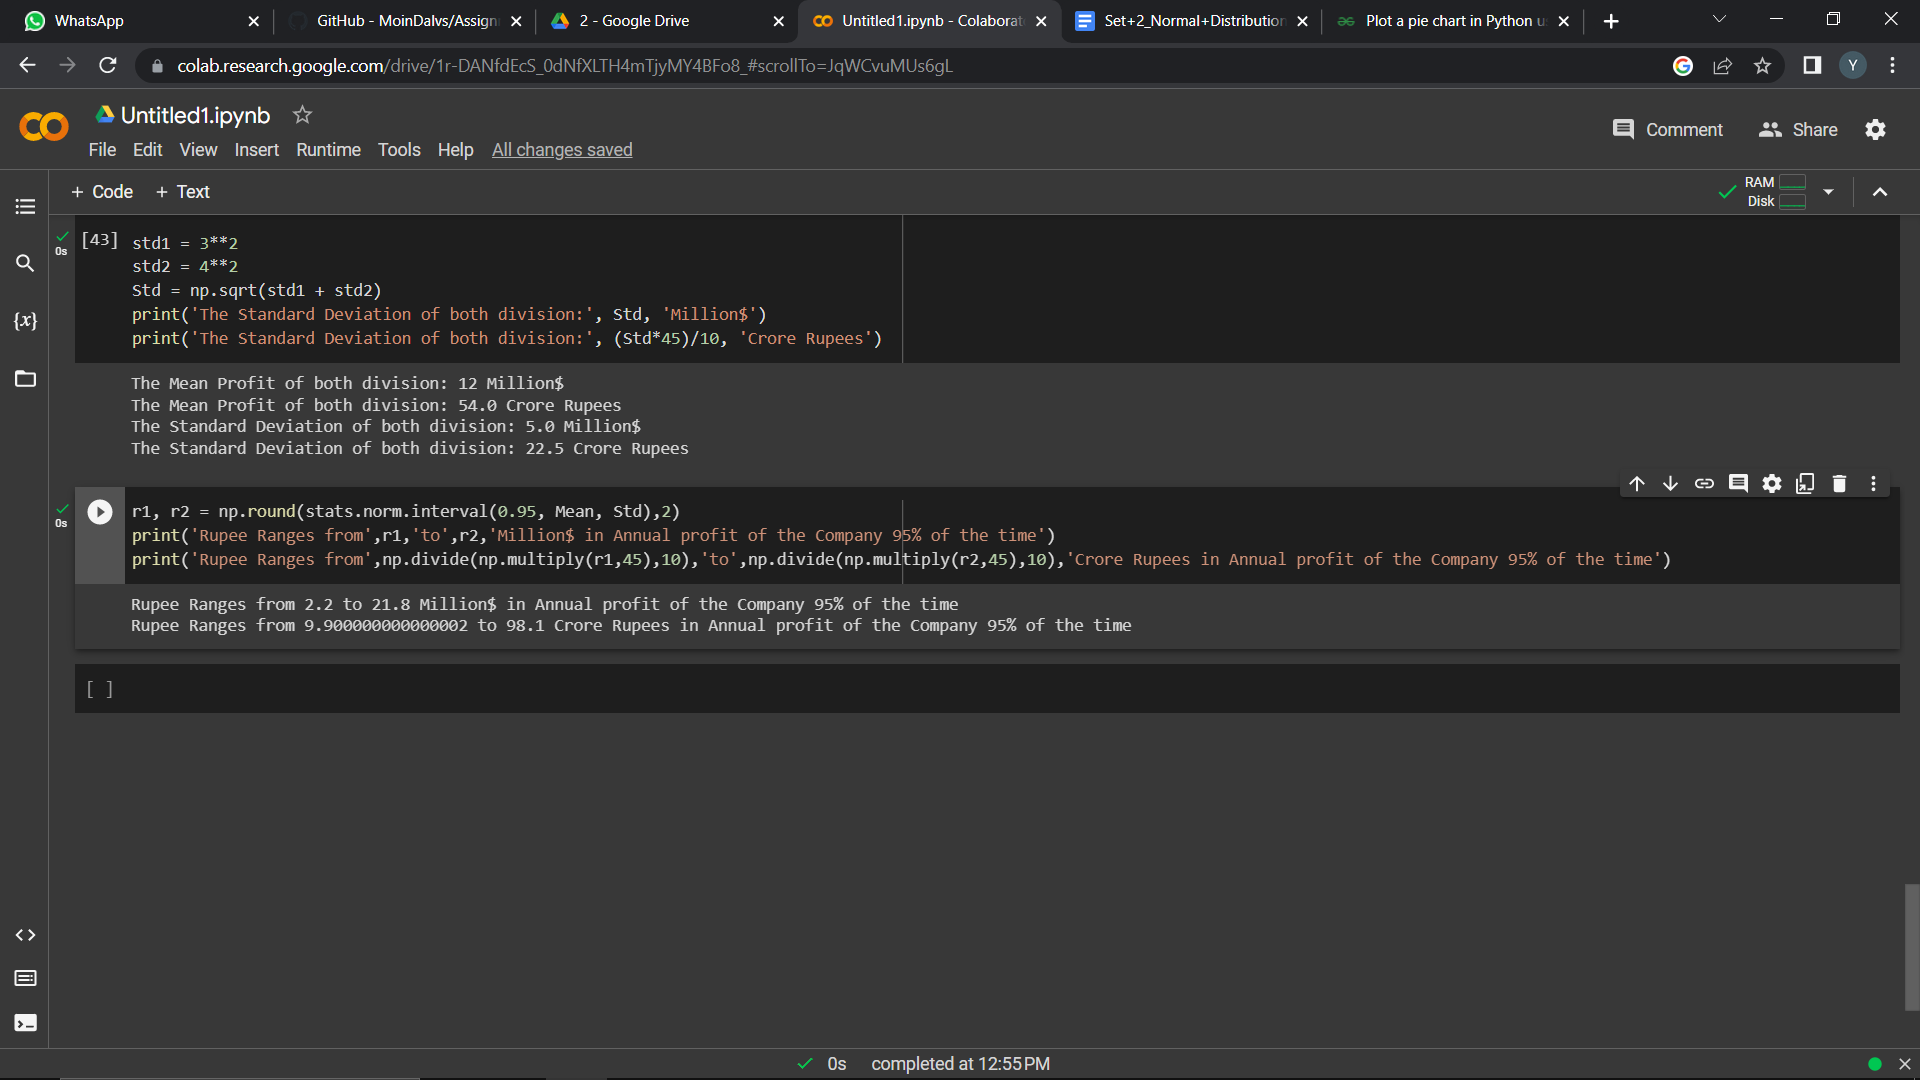 WhatsApp
GitHub - MoinDalvs/Assign
2 - Google Drive
Untitled1.ipynb - Colaborat
Set+2_Normal+Distribution
Plot a pie chart in Python u
colab.research.google.com/drive/1r-DANfdEcS_0dNfXLTH4mTjyMY4BFo8_#scrollTo=JqWCvuMUs6gL
Y
Untitled1.ipynb
Comment
Share
File Edit View Insert Runtime Tools Help All changes saved
+ Code + Text
RAM
Disk
[43] std1 = 3**2
0s
std2 = 4**2
Std = np.sqrt(std1 + std2)
print('The Standard Deviation of both division:', Std, 'Million$')
print('The Standard Deviation of both division:', (Std*45)/10, 'Crore Rupees')
The Mean Profit of both division: 12 Million$
The Mean Profit of both division: 54.0 Crore Rupees
The Standard Deviation of both division: 5.0 Million$
The Standard Deviation of both division: 22.5 Crore Rupees
r1, r2 = np.round(stats.norm.interval(0.95, Mean, Std),2)
0s
print('Rupee Ranges from',r1,'to',r2,'Million$ in Annual profit of the Company 95% of the time')
print('Rupee Ranges from',np.divide(np.multiply(r1,45),10),'to',np.divide(np.multiply(r2,45),10),'Crore Rupees in Annual profit of the Company 95% of the time')
Rupee Ranges from 2.2 to 21.8 Million$ in Annual profit of the Company 95% of the time
Rupee Ranges from 9.900000000000002 to 98.1 Crore Rupees in Annual profit of the Company 95% of the time
[ ]
0s completed at 12:55 PM